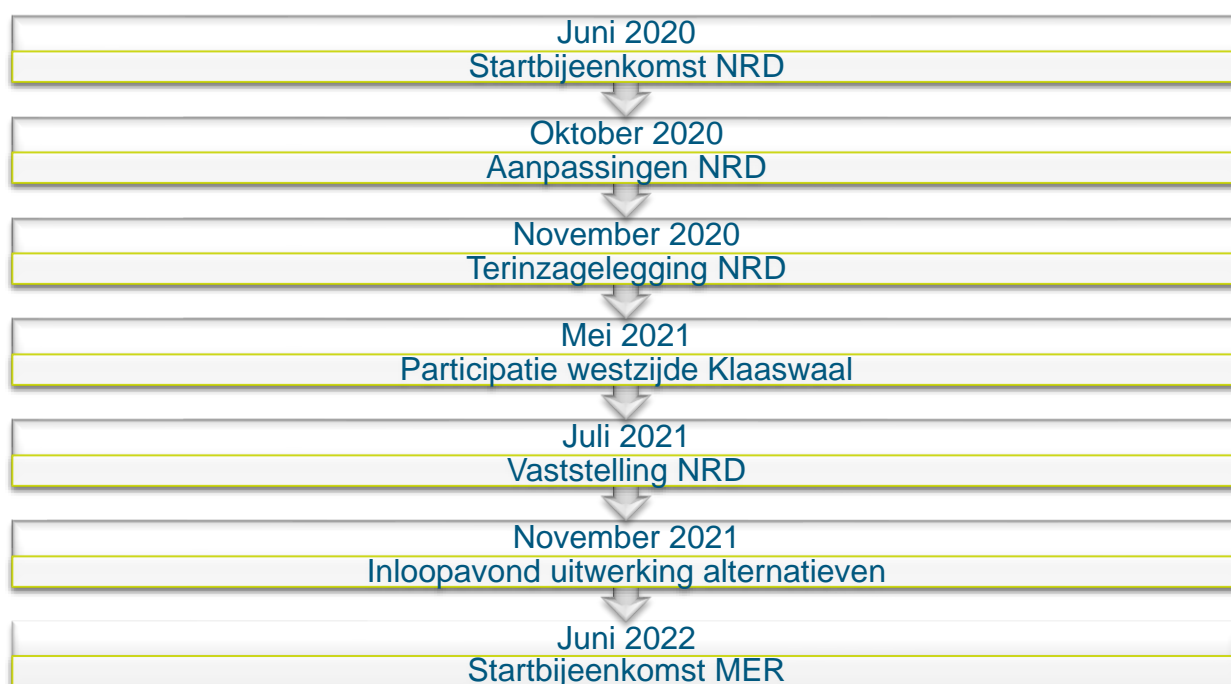 Juni 2020
Startbijeenkomst NRD
Oktober 2020
Aanpassingen NRD
November 2020
Terinzagelegging NRD
Mei 2021
Participatie westzijde Klaaswaal
Juli 2021
Vaststelling NRD
November 2021
Inloopavond uitwerking alternatieven
Juni 2022
Startbijeenkomst MER